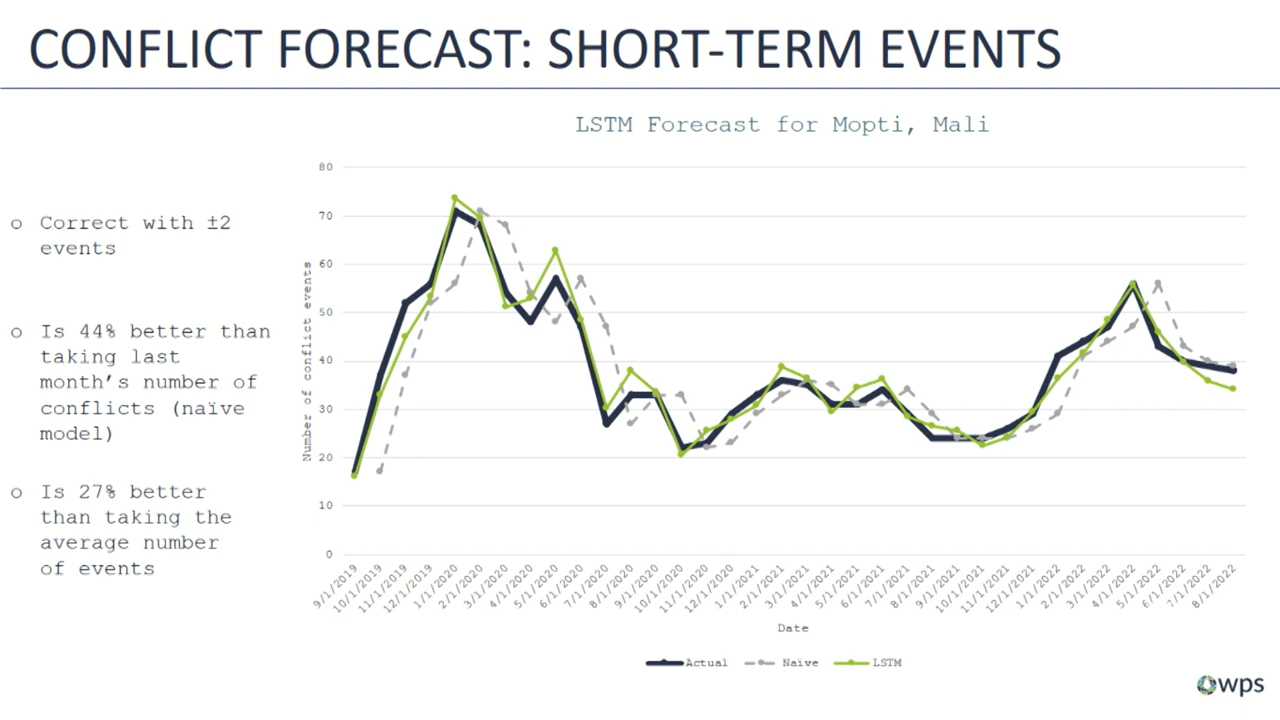 CONFLICT FORECAST: SHORT-TERM EVENTS
LSTM Forecast for Mopti, Mali
o Correct with ±2
events
o Is 44% better than
taking last
month's number of
conflicts (naïve
model)
o Is 27% better
than taking the
average number
of events
Number of conflict events
80
70
60
50
40
30
20
10
0
9/1/2019
10/1/2019
11/1/2019
12/1/2019
1/1/2020
2/1/2020
3/1/2020
4/1/2020
5/1/2020
6/1/2020
7/1/2020
8/1/2020
9/1/2020
10/1/2020
11/1/2020
12/1/2020
1/1/2021
2/1/2021
3/1/2021
4/1/2021
5/1/2021
6/1/2021
7/1/2021
8/1/2021
9/1/2021
10/1/2021
11/1/2021
12/1/2021
1/1/2022
2/1/2022
3/1/2022
4/1/2022
5/1/2022
6/1/2022
7/1/2022
8/1/2022
Date
Actual
Naïve
LSTM
wps